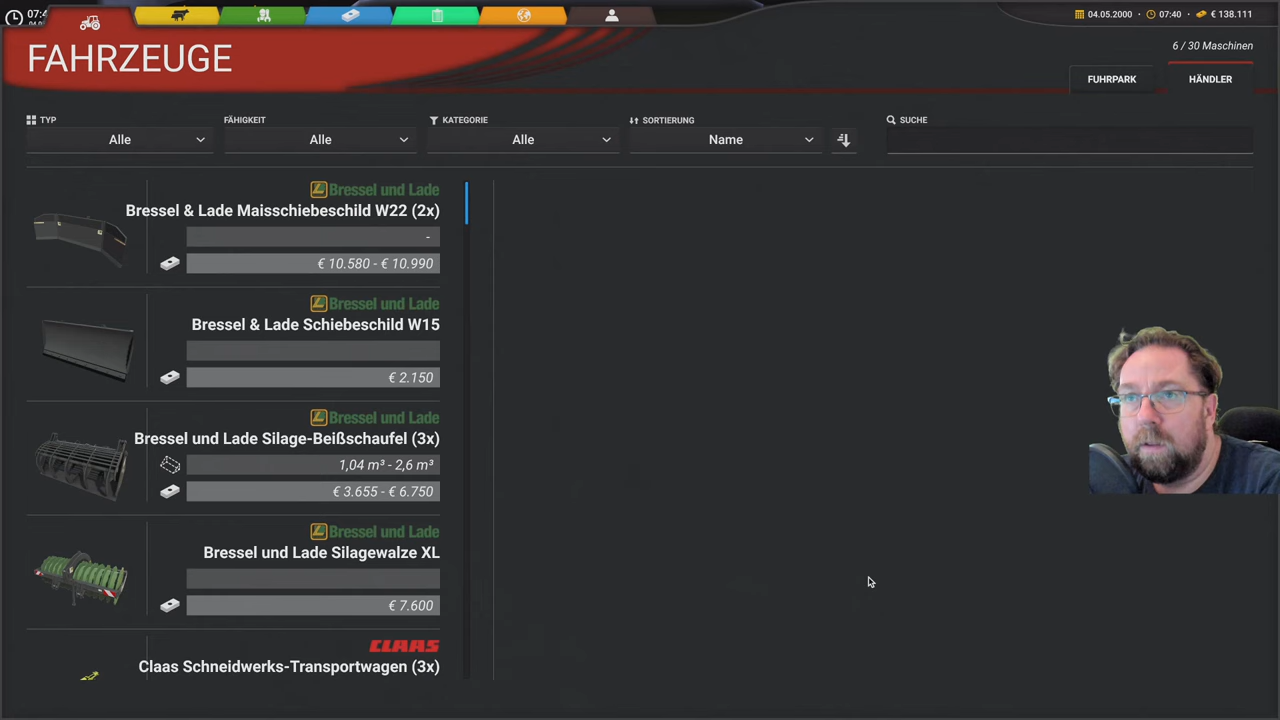 07:4
04.05.2000 • 07:40 • € 138.111
FAHRZEUGE
6 / 30 Maschinen
FUHRPARK
HÄNDLER
TYP
FÄHIGKEIT
KATEGORIE
SORTIERUNG
SUCHE
Alle
Alle
Alle
Name
Bressel und Lade
Bressel & Lade Maisschiebeschild W22 (2x)
-
€ 10.580 - € 10.990
Bressel und Lade
Bressel & Lade Schiebeschild W15
€ 2.150
Bressel und Lade
Bressel und Lade Silage-Beißschaufel (3x)
1,04 m³ - 2,6 m³
€ 3.655 - € 6.750
Bressel und Lade
Bressel und Lade Silagewalze XL
€ 7.600
CLAAS
Claas Schneidwerks-Transportwagen (3x)